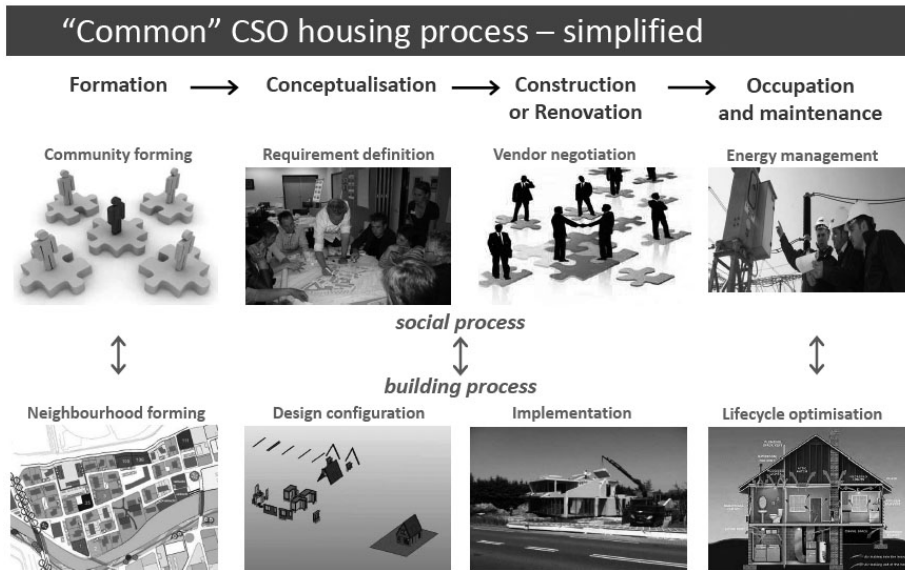 “Common” CSO housing process – simplified
Formation
Conceptualisation
Construction
or Renovation
Occupation
and maintenance
Community forming
Requirement definition
Vendor negotiation
Energy management
social process
building process
Neighbourhood forming
Design configuration
Implementation
Lifecycle optimisation